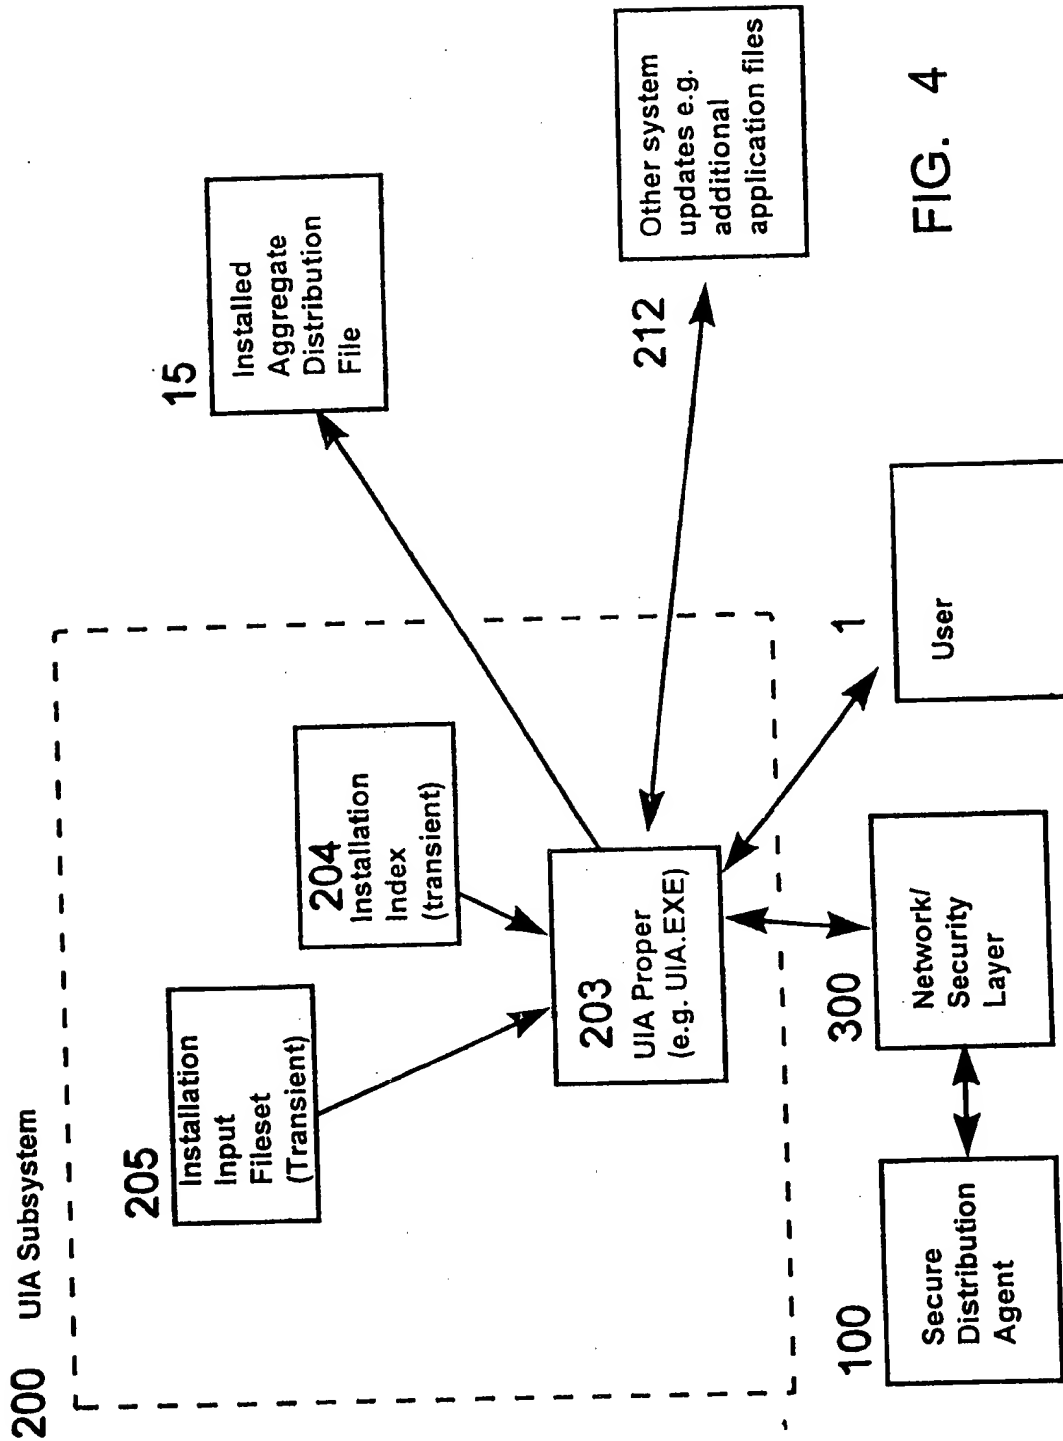 200 UIA Subsystem
205
Installation
Input
Fileset
(Transient)
204
Installation
Index
(transient)
15
Installed
Aggregate
Distribution
File
203
UIA Proper
(e.g. UIA.EXE)
212
Other system
updates e.g.
additional
application files
100
Secure
Distribution
Agent
300
Network/
Security
Layer
1
User
FIG. 4